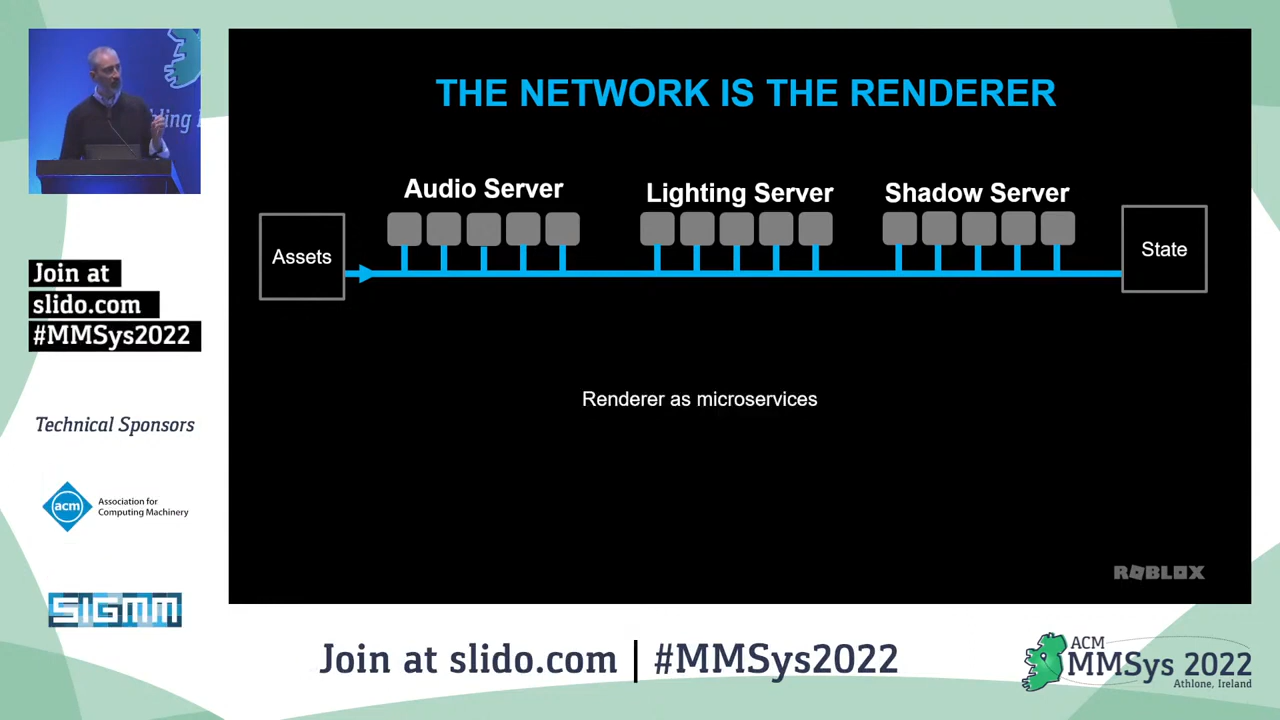 THE NETWORK IS THE RENDERER
Audio Server
Lighting Server
Shadow Server
Assets
State
Renderer as microservices
ROBLOX
Join at
slido.com
#MMSys2022
Technical Sponsors
acm
Association for
Computing Machinery
SIGMM
Join at slido.com | #MMSys2022
ACM
MMSys 2022
Athlone, Ireland